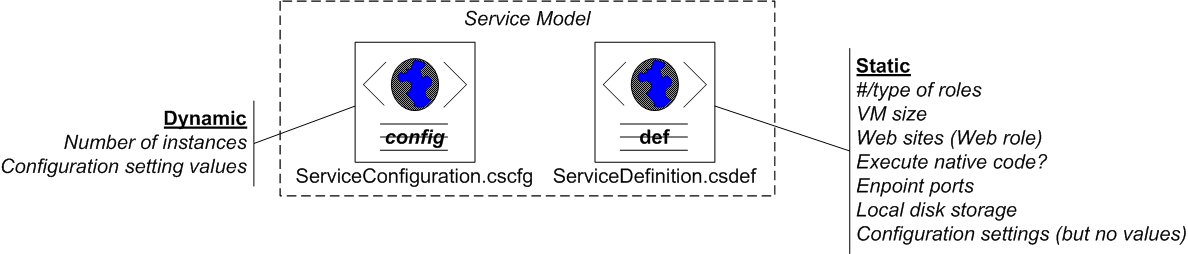 Service Model
config
def
ServiceConfiguration.cscfg
ServiceDefinition.csdef
Dynamic
Number of instances
Configuration setting values
Static
#/type of roles
VM size
Web sites (Web role)
Execute native code?
Enpoint ports
Local disk storage
Configuration settings (but no values)